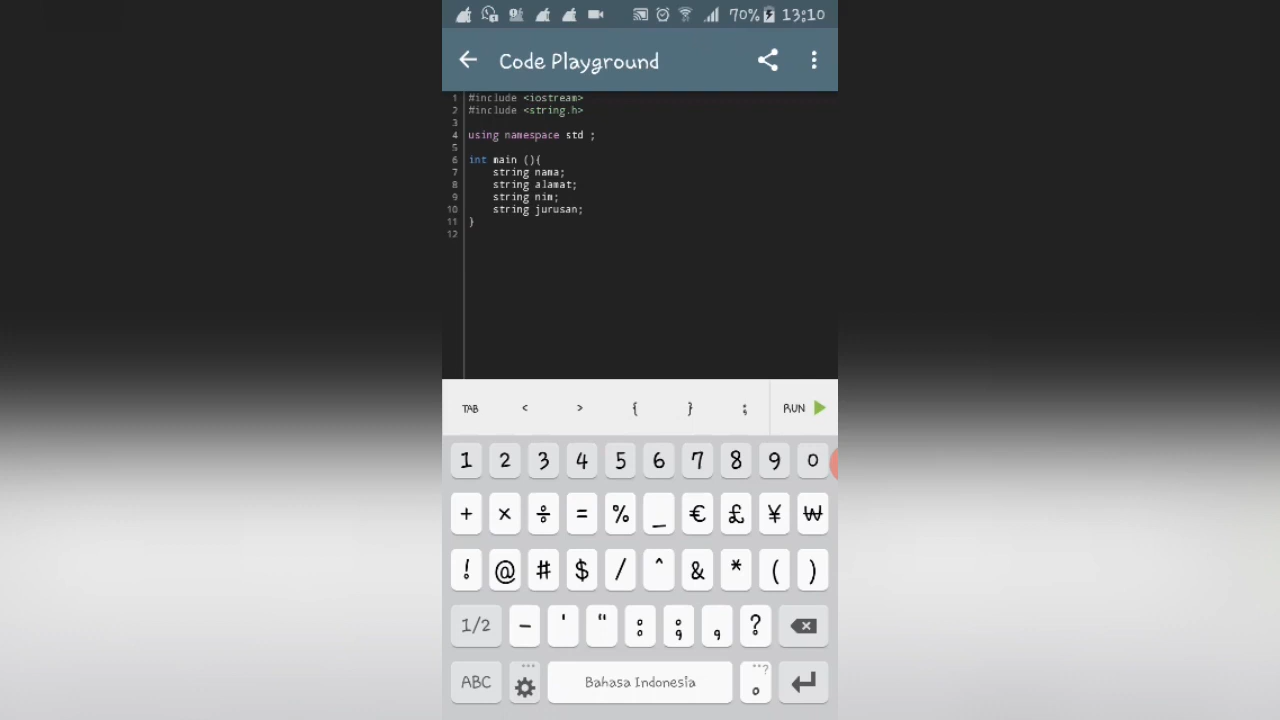 70% 13:10
Code Playground
1 #include <iostream>
2 #include <string.h>
3
4 using namespace std ;
5
6 int main (){
7 string nama;
8 string alamat;
9 string nim;
10 string jurusan;
11 }
12
TAB < > { } ; RUN
1 2 3 4 5 6 7 8 9 0
+ × ÷ = % _ € £ ¥ ₩
! @ # $ / ^ & * ( )
1/2 - ' " : ; , ?
ABC Bahasa Indonesia .